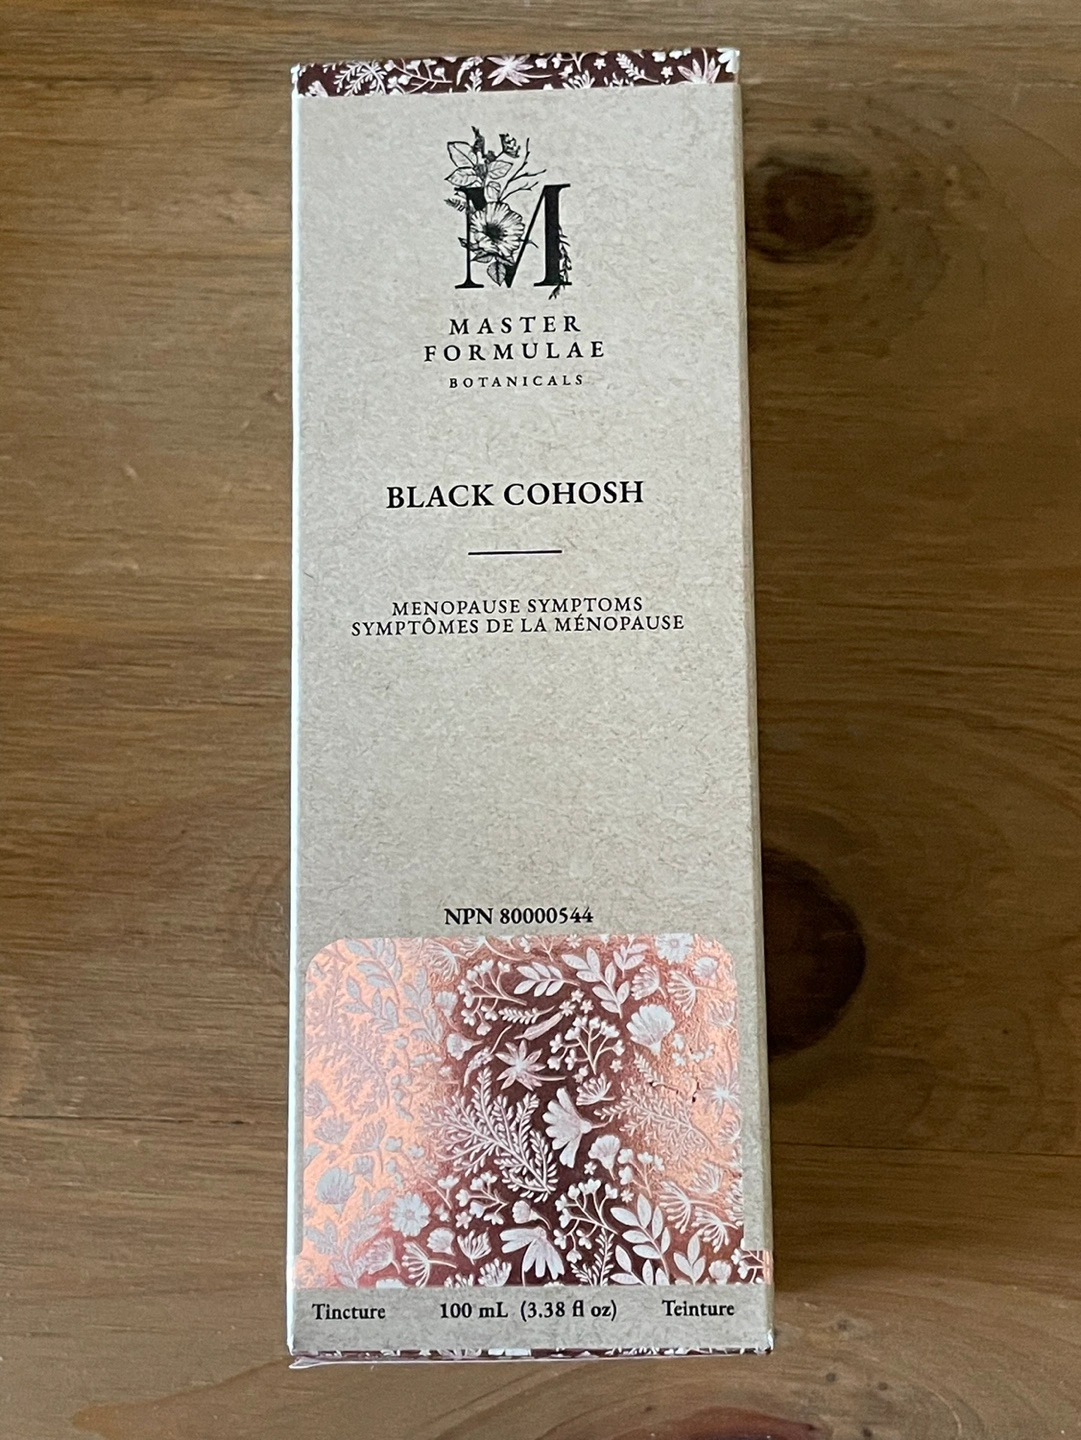 M
MASTER
FORMULAE
BOTANICALS
BLACK COHOSH
MENOPAUSE SYMPTOMS
SYMPTÔMES DE LA MÉNOPAUSE
NPN 80000544
Tincture 100 mL (3.38 fl oz) Teinture